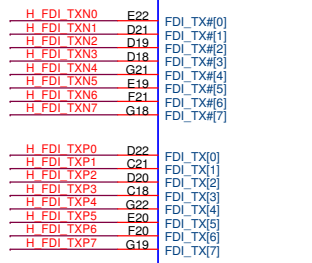 H_FDI_TXN0 E22 FDI_TX#[0]
H_FDI_TXN1 D21 FDI_TX#[1]
H_FDI_TXN2 D19 FDI_TX#[2]
H_FDI_TXN3 D18 FDI_TX#[3]
H_FDI_TXN4 G21 FDI_TX#[4]
H_FDI_TXN5 E19 FDI_TX#[5]
H_FDI_TXN6 F21 FDI_TX#[6]
H_FDI_TXN7 G18 FDI_TX#[7]
H_FDI_TXP0 D22 FDI_TX[0]
H_FDI_TXP1 C21 FDI_TX[1]
H_FDI_TXP2 D20 FDI_TX[2]
H_FDI_TXP3 C18 FDI_TX[3]
H_FDI_TXP4 G22 FDI_TX[4]
H_FDI_TXP5 E20 FDI_TX[5]
H_FDI_TXP6 F20 FDI_TX[6]
H_FDI_TXP7 G19 FDI_TX[7]